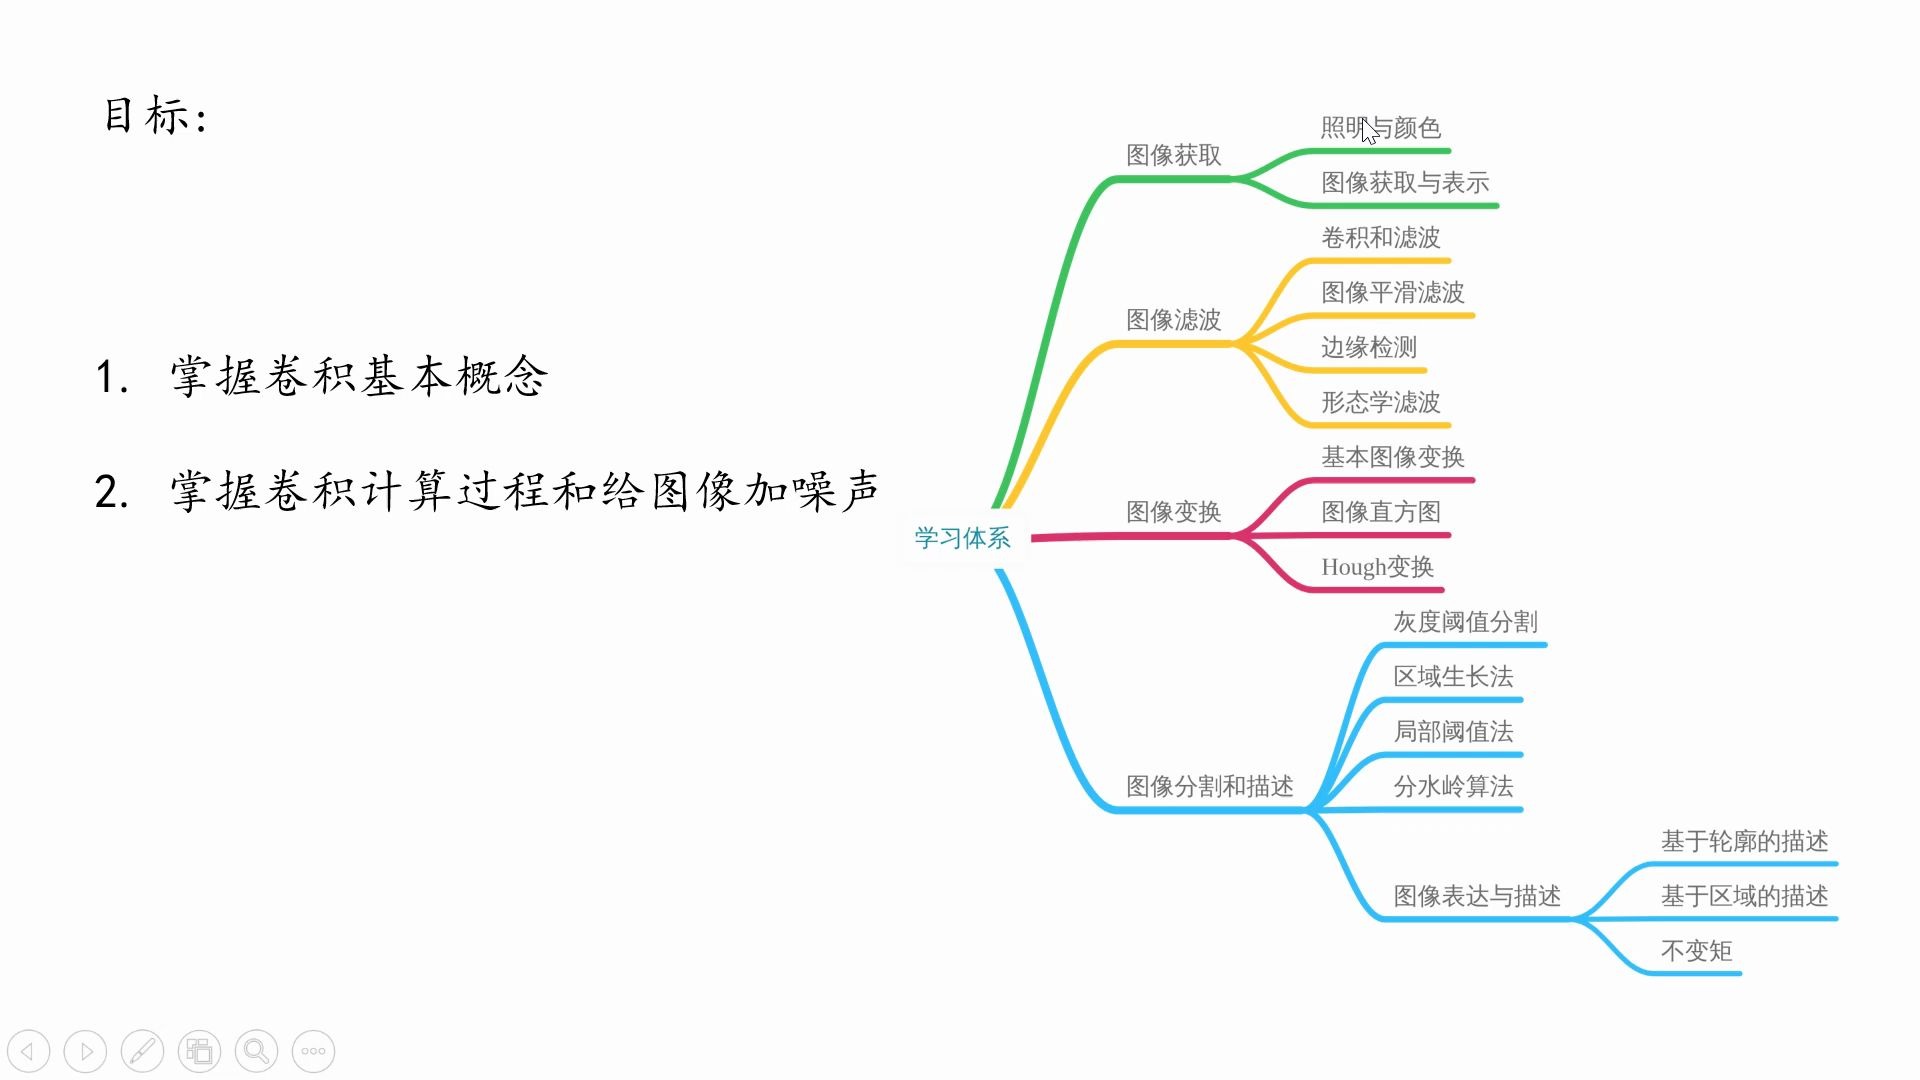 目标:
1. 掌握卷积基本概念
2. 掌握卷积计算过程和给图像加噪声
学习体系
图像获取
照明与颜色
图像获取与表示
图像滤波
卷积和滤波
图像平滑滤波
边缘检测
形态学滤波
图像变换
基本图像变换
图像直方图
Hough变换
图像分割和描述
灰度阈值分割
区域生长法
局部阈值法
分水岭算法
图像表达与描述
基于轮廓的描述
基于区域的描述
不变矩